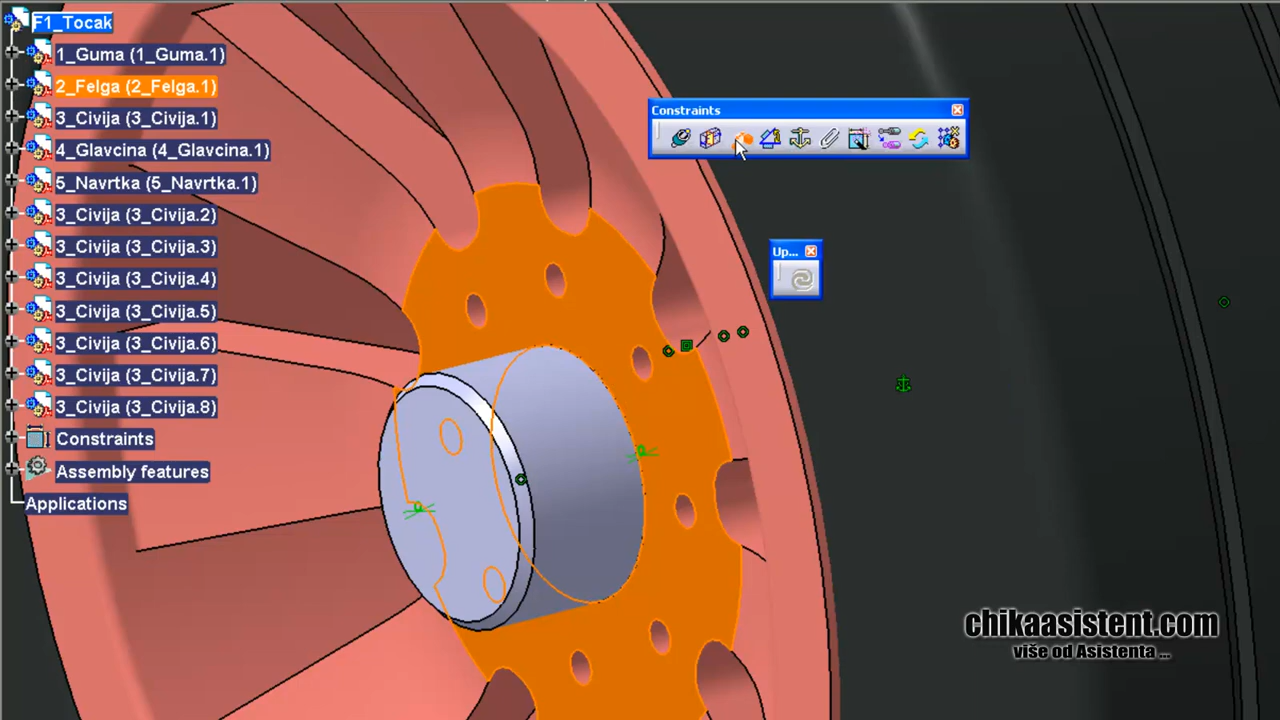 F1_Tocak
1_Guma (1_Guma.1)
2_Felga (2_Felga.1)
3_Civija (3_Civija.1)
4_Glavcina (4_Glavcina.1)
5_Navrtka (5_Navrtka.1)
3_Civija (3_Civija.2)
3_Civija (3_Civija.3)
3_Civija (3_Civija.4)
3_Civija (3_Civija.5)
3_Civija (3_Civija.6)
3_Civija (3_Civija.7)
3_Civija (3_Civija.8)
Constraints
Assembly features
Applications
Constraints
Up...
chikaasistent.com
više od Asistenta ...